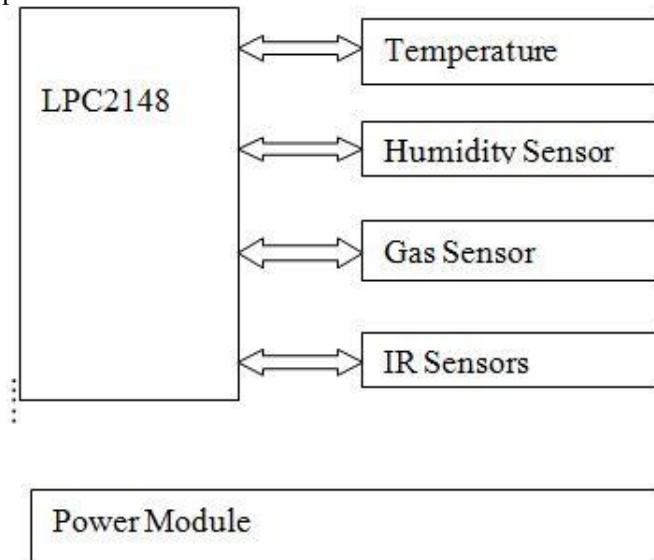 LPC2148
Temperature
Humidity Sensor
Gas Sensor
IR Sensors
Power Module